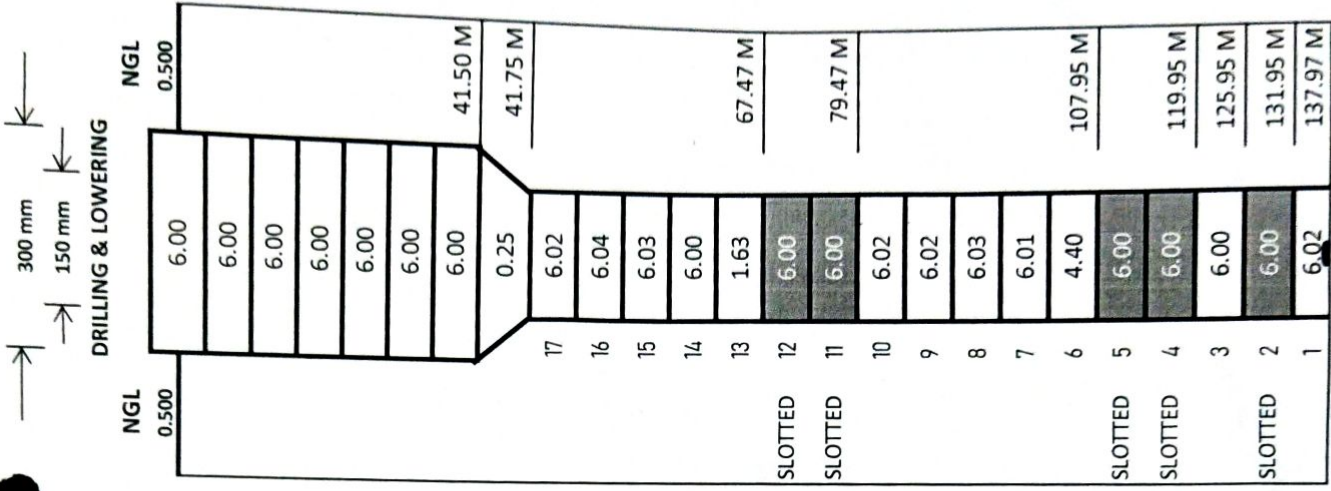 300 mm
150 mm
DRILLING & LOWERING
NGL NGL
0.500 0.500
6.00
6.00
6.00
6.00
6.00
6.00
6.00 41.50 M
0.25 41.75 M
17 6.02
16 6.04
15 6.03
14 6.00
13 1.63 67.47 M
SLOTTED 12 6.00
SLOTTED 11 6.00 79.47 M
10 6.02
9 6.02
8 6.03
7 6.01
6 4.40 107.95 M
SLOTTED 5 6.00
SLOTTED 4 6.00 119.95 M
3 6.00 125.95 M
SLOTTED 2 6.00 131.95 M
1 6.02 137.97 M